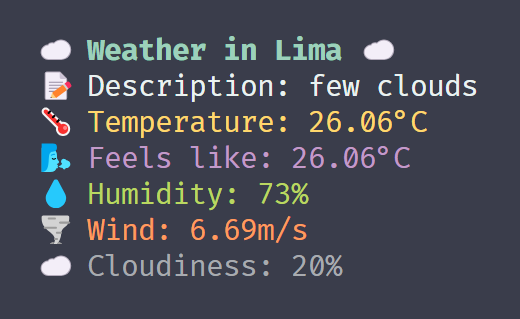 ☁️ Weather in Lima ☁️
📝 Description: few clouds
🌡️ Temperature: 26.06°C
🌬️ Feels like: 26.06°C
💧 Humidity: 73%
🌪️ Wind: 6.69m/s
☁️ Cloudiness: 20%